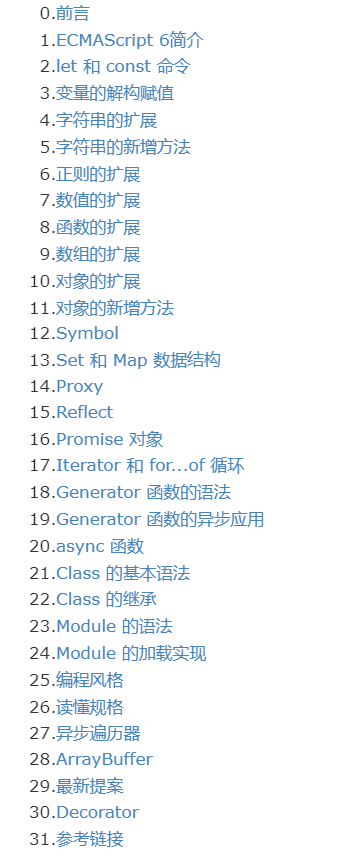 0.前言
1.ECMAScript 6简介
2.let 和 const 命令
3.变量的解构赋值
4.字符串的扩展
5.字符串的新增方法
6.正则的扩展
7.数值的扩展
8.函数的扩展
9.数组的扩展
10.对象的扩展
11.对象的新增方法
12.Symbol
13.Set 和 Map 数据结构
14.Proxy
15.Reflect
16.Promise 对象
17.Iterator 和 for...of 循环
18.Generator 函数的语法
19.Generator 函数的异步应用
20.async 函数
21.Class 的基本语法
22.Class 的继承
23.Module 的语法
24.Module 的加载实现
25.编程风格
26.读懂规格
27.异步遍历器
28.ArrayBuffer
29.最新提案
30.Decorator
31.参考链接